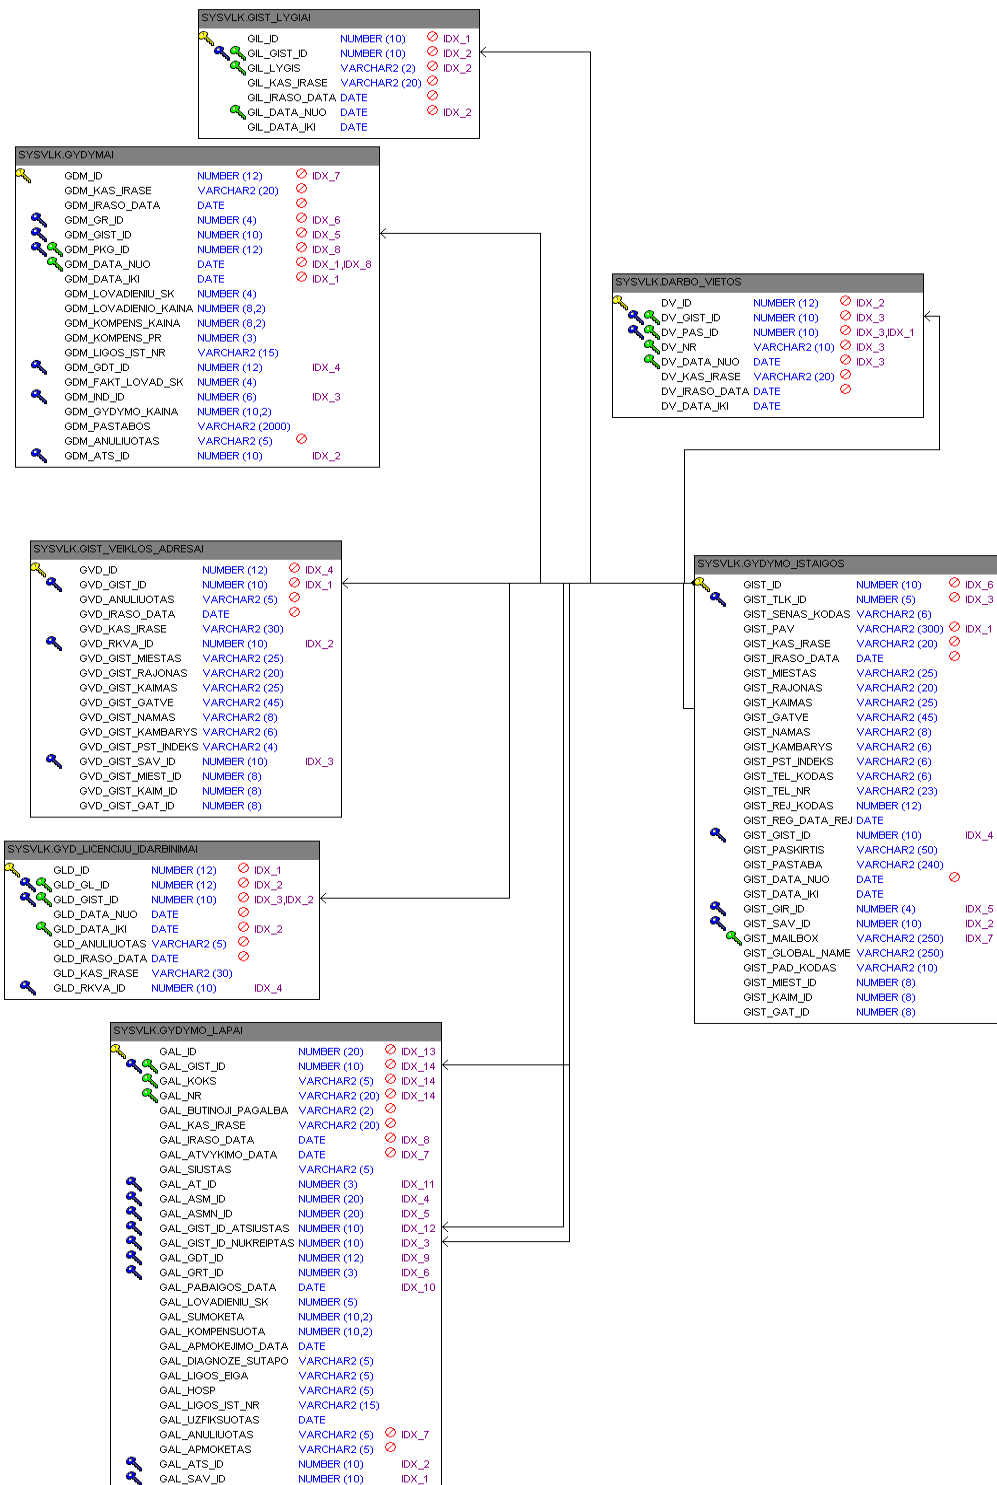 SYSVLK.GIST_LYGIAI
GIL_ID NUMBER (10) IDX_1
GIL_GIST_ID NUMBER (10) IDX_2
GIL_LYGIS VARCHAR2 (2) IDX_2
GIL_KAS_IRASE VARCHAR2 (20)
GIL_IRASO_DATA DATE
GIL_DATA_NUO DATE IDX_2
GIL_DATA_IKI DATE
SYSVLK.GYDYMAI
GDM_ID NUMBER (12) IDX_7
GDM_KAS_IRASE VARCHAR2 (20)
GDM_IRASO_DATA DATE
GDM_GR_ID NUMBER (4) IDX_6
GDM_GIST_ID NUMBER (10) IDX_5
GDM_PKG_ID NUMBER (12) IDX_8
GDM_DATA_NUO DATE IDX_1,IDX_8
GDM_DATA_IKI DATE IDX_1
GDM_LOVADIENIU_SK NUMBER (4)
GDM_LOVADIENIO_KAINA NUMBER (8,2)
GDM_KOMPENS_KAINA NUMBER (8,2)
GDM_KOMPENS_PR NUMBER (3)
GDM_LIGOS_IST_NR VARCHAR2 (15)
GDM_GDT_ID NUMBER (12) IDX_4
GDM_FAKT_LOVAD_SK NUMBER (4)
GDM_IND_ID NUMBER (6) IDX_3
GDM_GYDYMO_KAINA NUMBER (10,2)
GDM_PASTABOS VARCHAR2 (2000)
GDM_ANULIUOTAS VARCHAR2 (5)
GDM_ATS_ID NUMBER (10) IDX_2
SYSVLK.DARBO_VIETOS
DV_ID NUMBER (12) IDX_2
DV_GIST_ID NUMBER (10) IDX_3
DV_PAS_ID NUMBER (10) IDX_3,IDX_1
DV_NR VARCHAR2 (10) IDX_3
DV_DATA_NUO DATE IDX_3
DV_KAS_IRASE VARCHAR2 (20)
DV_IRASO_DATA DATE
DV_DATA_IKI DATE
SYSVLK.GIST_VEIKLOS_ADRESAI
GVD_ID NUMBER (12) IDX_4
GVD_GIST_ID NUMBER (10) IDX_1
GVD_ANULIUOTAS VARCHAR2 (5)
GVD_IRASO_DATA DATE
GVD_KAS_IRASE VARCHAR2 (30)
GVD_RKVA_ID NUMBER (10) IDX_2
GVD_GIST_MIESTAS VARCHAR2 (25)
GVD_GIST_RAJONAS VARCHAR2 (20)
GVD_GIST_KAIMAS VARCHAR2 (25)
GVD_GIST_GATVE VARCHAR2 (45)
GVD_GIST_NAMAS VARCHAR2 (8)
GVD_GIST_KAMBARYS VARCHAR2 (6)
GVD_GIST_PST_INDEKS VARCHAR2 (4)
GVD_GIST_SAV_ID NUMBER (10) IDX_3
GVD_GIST_MIEST_ID NUMBER (8)
GVD_GIST_KAIM_ID NUMBER (8)
GVD_GIST_GAT_ID NUMBER (8)
SYSVLK.GYDYMO_ISTAIGOS
GIST_ID NUMBER (10) IDX_6
GIST_TLK_ID NUMBER (5) IDX_3
GIST_SENAS_KODAS VARCHAR2 (6)
GIST_PAV VARCHAR2 (300) IDX_1
GIST_KAS_IRASE VARCHAR2 (20)
GIST_IRASO_DATA DATE
GIST_MIESTAS VARCHAR2 (25)
GIST_RAJONAS VARCHAR2 (20)
GIST_KAIMAS VARCHAR2 (25)
GIST_GATVE VARCHAR2 (45)
GIST_NAMAS VARCHAR2 (8)
GIST_KAMBARYS VARCHAR2 (6)
GIST_PST_INDEKS VARCHAR2 (6)
GIST_TEL_KODAS VARCHAR2 (6)
GIST_TEL_NR VARCHAR2 (23)
GIST_REJ_KODAS NUMBER (12)
GIST_REG_DATA_REJ DATE
GIST_GIST_ID NUMBER (10) IDX_4
GIST_PASKIRTIS VARCHAR2 (50)
GIST_PASTABA VARCHAR2 (240)
GIST_DATA_NUO DATE
GIST_DATA_IKI DATE
GIST_GIR_ID NUMBER (4) IDX_5
GIST_SAV_ID NUMBER (10) IDX_2
GIST_MAILBOX VARCHAR2 (250) IDX_7
GIST_GLOBAL_NAME VARCHAR2 (250)
GIST_PAD_KODAS VARCHAR2 (10)
GIST_MIEST_ID NUMBER (8)
GIST_KAIM_ID NUMBER (8)
GIST_GAT_ID NUMBER (8)
SYSVLK.GYD_LICENCIJU_IDARBINIMAI
GLD_ID NUMBER (12) IDX_1
GLD_GL_ID NUMBER (12) IDX_2
GLD_GIST_ID NUMBER (10) IDX_3,IDX_2
GLD_DATA_NUO DATE
GLD_DATA_IKI DATE IDX_2
GLD_ANULIUOTAS VARCHAR2 (5)
GLD_IRASO_DATA DATE
GLD_KAS_IRASE VARCHAR2 (30)
GLD_RKVA_ID NUMBER (10) IDX_4
SYSVLK.GYDYMO_LAPAI
GAL_ID NUMBER (20) IDX_13
GAL_GIST_ID NUMBER (10) IDX_14
GAL_KOKS VARCHAR2 (5) IDX_14
GAL_NR VARCHAR2 (20) IDX_14
GAL_BUTINOJI_PAGALBA VARCHAR2 (2)
GAL_KAS_IRASE VARCHAR2 (20)
GAL_IRASO_DATA DATE IDX_8
GAL_ATVYKIMO_DATA DATE IDX_7
GAL_SIUSTAS VARCHAR2 (5)
GAL_AT_ID NUMBER (3) IDX_11
GAL_ASM_ID NUMBER (20) IDX_4
GAL_ASMN_ID NUMBER (20) IDX_5
GAL_GIST_ID_ATSIUSTAS NUMBER (10) IDX_12
GAL_GIST_ID_NUKREIPTAS NUMBER (10) IDX_3
GAL_GDT_ID NUMBER (12) IDX_9
GAL_GRT_ID NUMBER (3) IDX_6
GAL_PABAIGOS_DATA DATE IDX_10
GAL_LOVADIENIU_SK NUMBER (5)
GAL_SUMOKETA NUMBER (10,2)
GAL_KOMPENSUOTA NUMBER (10,2)
GAL_APMOKEJIMO_DATA DATE
GAL_DIAGNOZE_SUTAPO VARCHAR2 (5)
GAL_LIGOS_EIGA VARCHAR2 (5)
GAL_HOSP VARCHAR2 (5)
GAL_LIGOS_IST_NR VARCHAR2 (15)
GAL_UZFIKSUOTAS DATE
GAL_ANULIUOTAS VARCHAR2 (5) IDX_7
GAL_APMOKETAS VARCHAR2 (5)
GAL_ATS_ID NUMBER (10) IDX_2
GAL_SAV_ID NUMBER (10) IDX_1